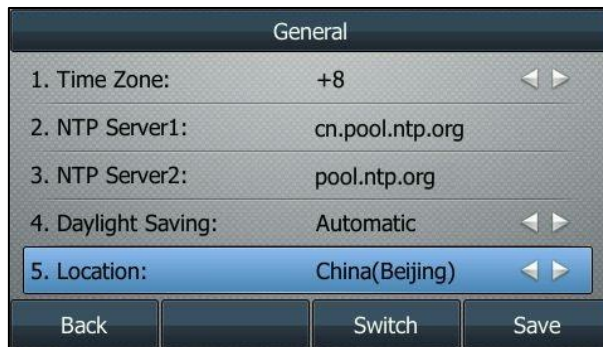 General
1. Time Zone: +8
2. NTP Server1: cn.pool.ntp.org
3. NTP Server2: pool.ntp.org
4. Daylight Saving: Automatic
5. Location: China(Beijing)
Back Switch Save